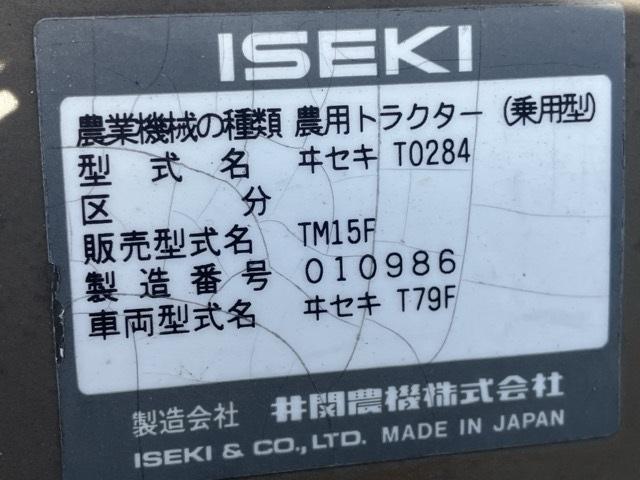 ISEKI
農業機械の種類 農用トラクター (乗用型)
型式名 ヰセキ T0284
区分
販売型式名 TM15F
製造番号 010986
車両型式名 ヰセキ T79F
製造会社 井関農機株式会社
ISEKI & CO., LTD. MADE IN JAPAN